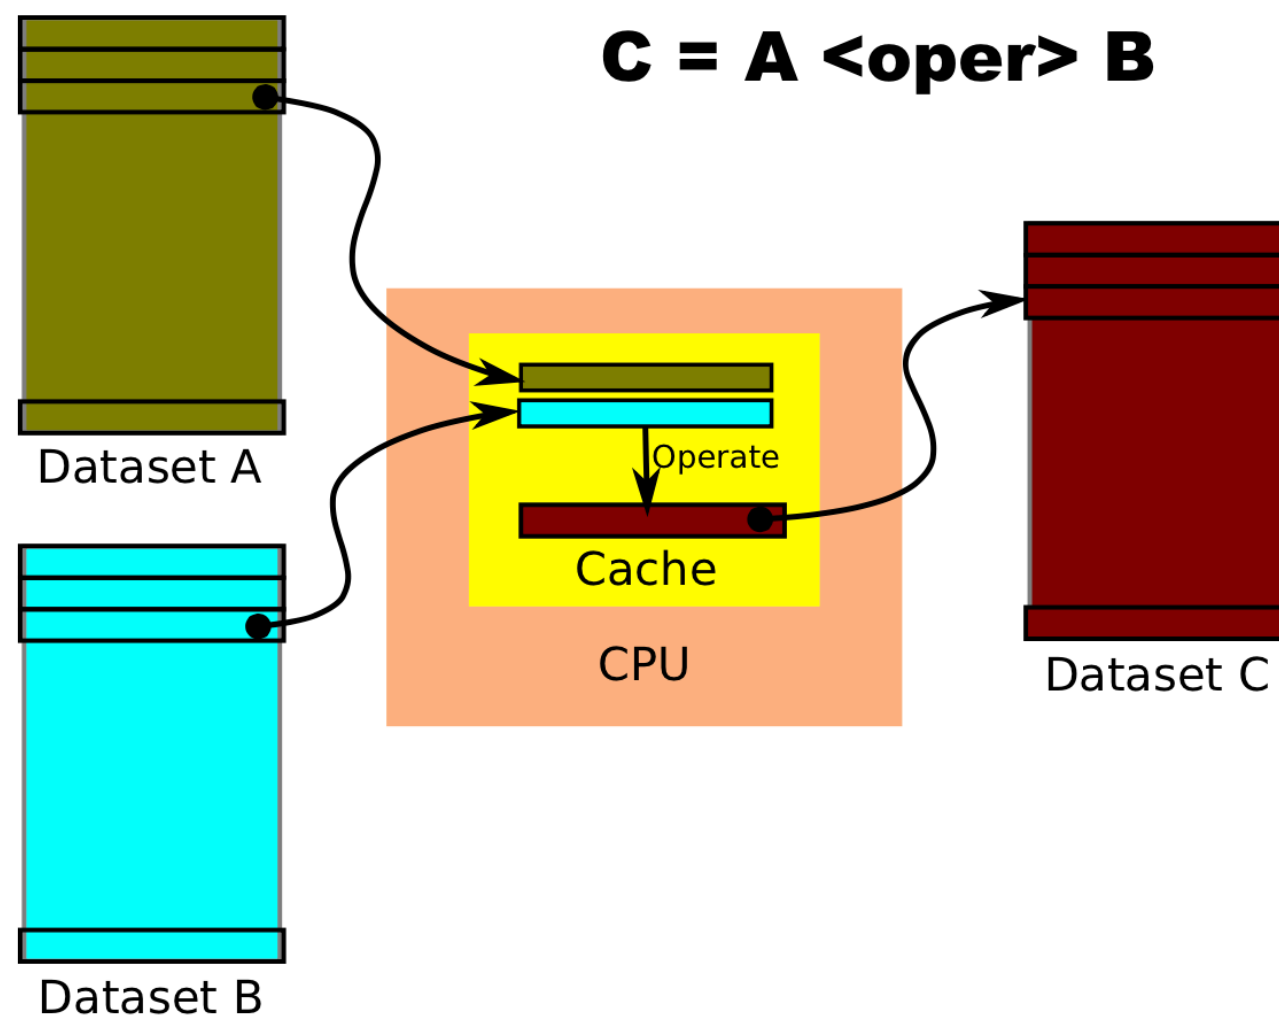 C = A <oper> B
Dataset A
Operate
Cache
CPU
Dataset C
Dataset B